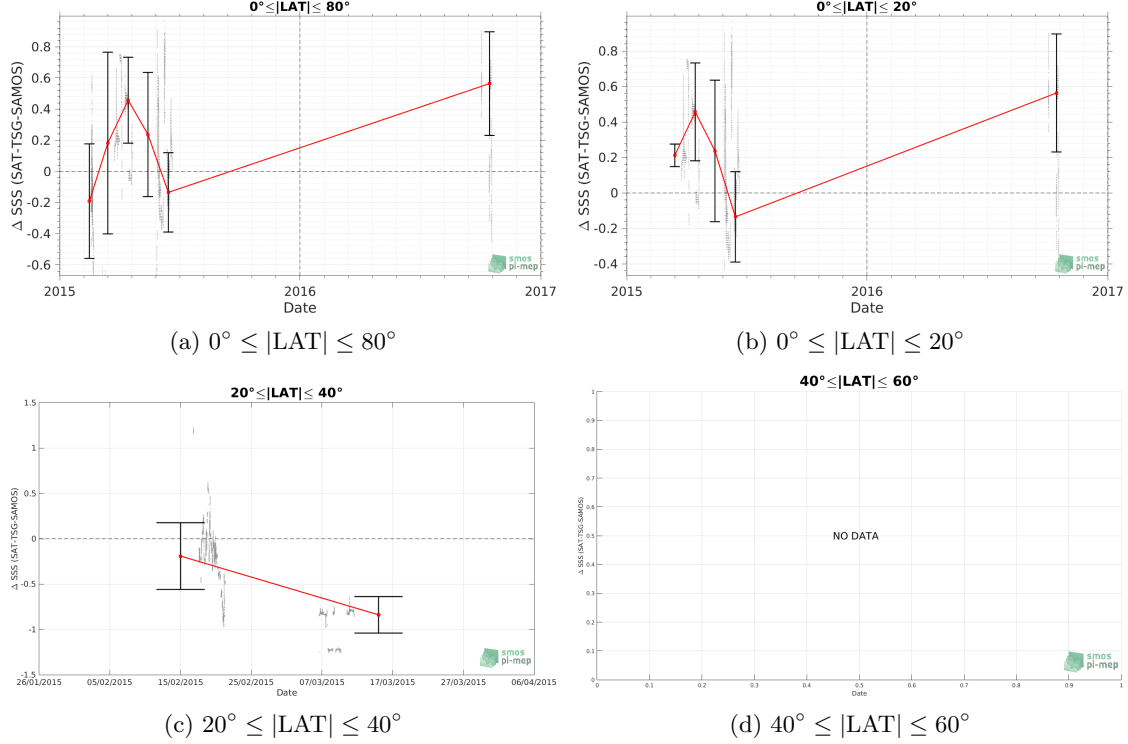 0°≤|LAT|≤ 80°
0.8
0.6
0.4
0.2
0
-0.2
-0.4
-0.6
Δ SSS (SAT-TSG-SAMOS)
2015 2016 2017
Date
smos
pi-mep
(a) 0° ≤ |LAT| ≤ 80°
0°≤|LAT|≤ 20°
0.8
0.6
0.4
0.2
0
-0.2
-0.4
Δ SSS (SAT-TSG-SAMOS)
2015 2016 2017
Date
smos
pi-mep
(b) 0° ≤ |LAT| ≤ 20°
20°≤|LAT|≤ 40°
1.5
1
0.5
0
-0.5
-1
-1.5
Δ SSS (SAT-TSG-SAMOS)
26/01/2015 05/02/2015 15/02/2015 25/02/2015 07/03/2015 17/03/2015 27/03/2015 06/04/2015
Date
smos
pi-mep
(c) 20° ≤ |LAT| ≤ 40°
40°≤|LAT|≤ 60°
1
0.9
0.8
0.7
0.6
0.5
0.4
0.3
0.2
0.1
0
Δ SSS (SAT-TSG-SAMOS)
NO DATA
0 0.1 0.2 0.3 0.4 0.5 0.6 0.7 0.8 0.9 1
Date
smos
pi-mep
(d) 40° ≤ |LAT| ≤ 60°